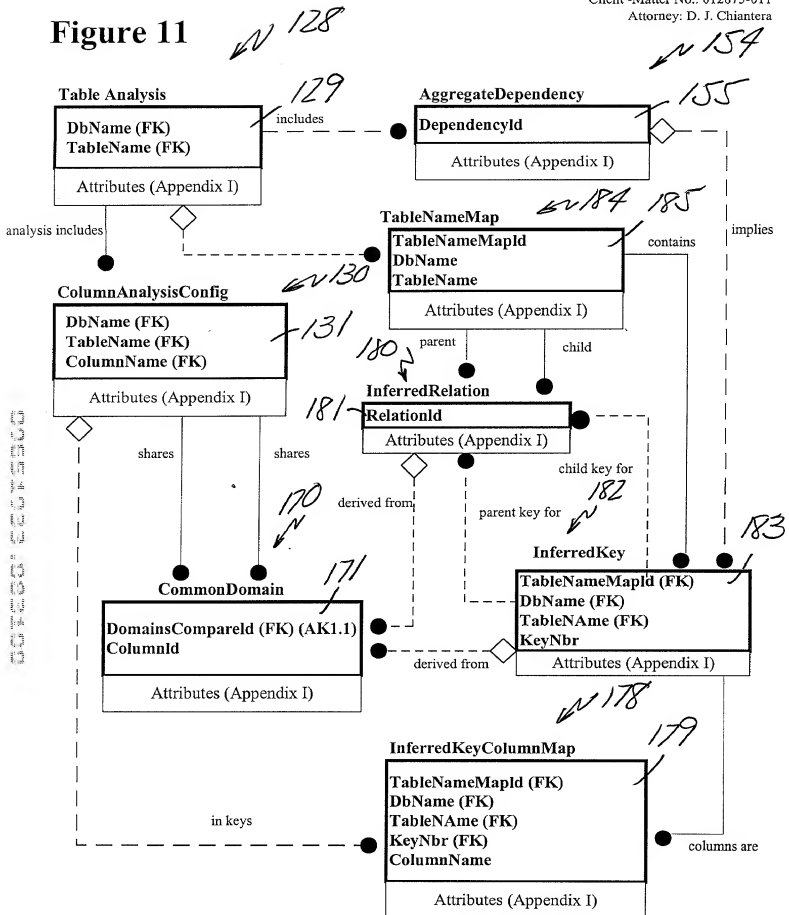 Client -Matter No.: 012875-011
Attorney: D. J. Chiantera
Figure 11
128
154
Table Analysis
129
AggregateDependency
155
DbName (FK)
TableName (FK)
includes
DependencyId
Attributes (Appendix I)
Attributes (Appendix I)
analysis includes
implies
TableNameMap
184
185
TableNameMapId
DbName
TableName
contains
Attributes (Appendix I)
130
ColumnAnalysisConfig
DbName (FK)
TableName (FK)
ColumnName (FK)
131
Attributes (Appendix I)
parent
child
180
InferredRelation
181
RelationId
Attributes (Appendix I)
shares
shares
child key for
derived from
parent key for
170
182
183
InferredKey
CommonDomain
171
TableNameMapId (FK)
DbName (FK)
TableNAme (FK)
KeyNbr
DomainsCompareId (FK) (AK1.1)
ColumnId
derived from
Attributes (Appendix I)
Attributes (Appendix I)
178
InferredKeyColumnMap
179
TableNameMapId (FK)
DbName (FK)
TableNAme (FK)
KeyNbr (FK)
ColumnName
in keys
columns are
Attributes (Appendix I)